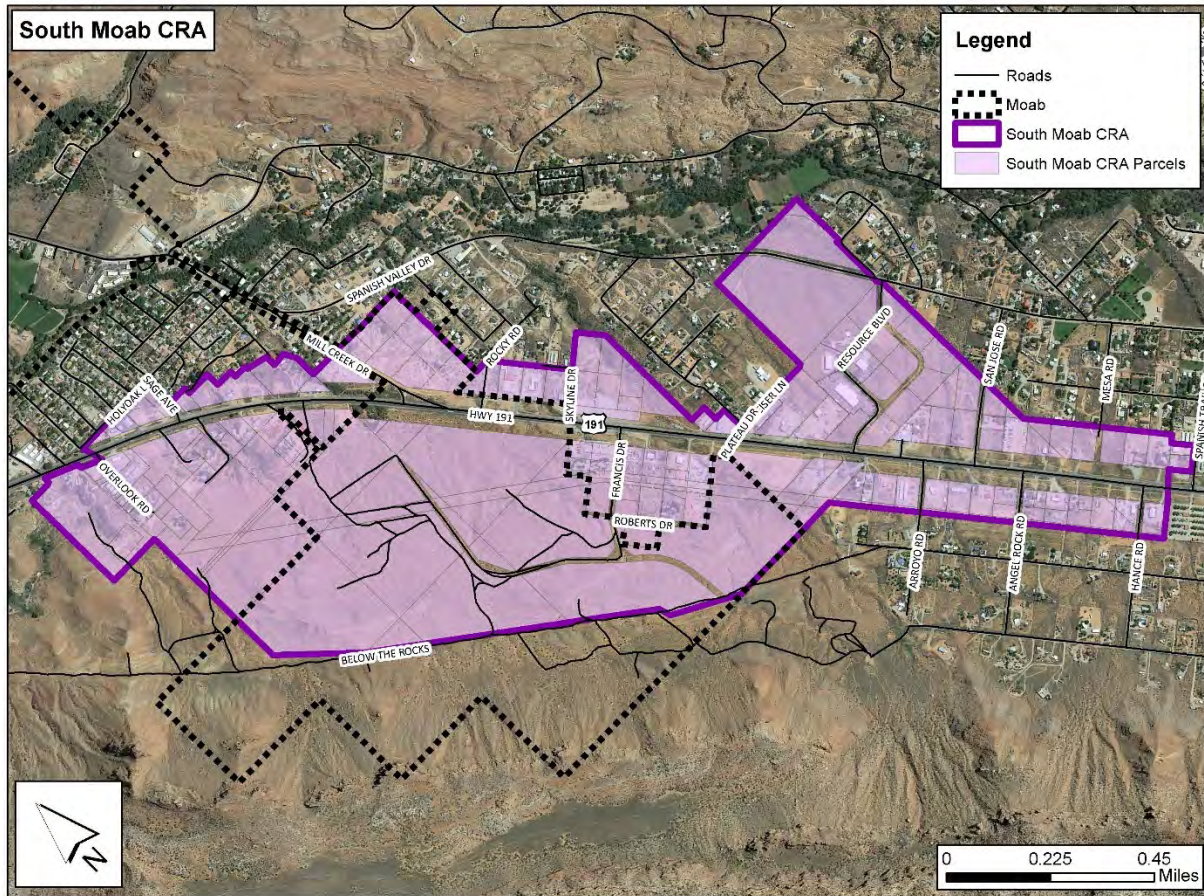 South Moab CRA
Legend
Roads
Moab
South Moab CRA
South Moab CRA Parcels
SPANISH VALLEY DR
MILL CREEK DR
ROCKY RD
HOLYOAK
SAGE AVE
SKYLINE DR
HWY 191
191
PLATEAU DR
RESOURCE BLVD
SAN JOSE RD
MESA RD
OVERLOOK RD
FRANCIS DR
ROBERTS DR
ARROYO RD
ANGEL ROCK RD
HANCE RD
BELOW THE ROCKS
N
0 0.225 0.45
Miles